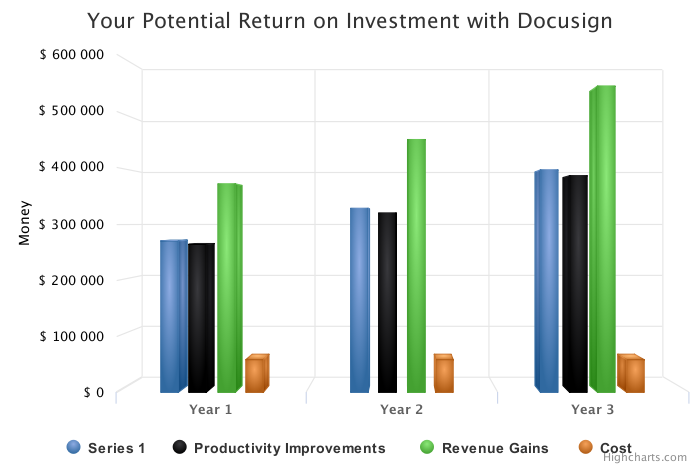 Your Potential Return on Investment with Docusign
$ 600 000
$ 500 000
$ 400 000
$ 300 000
$ 200 000
$ 100 000
$ 0
Money
Year 1 Year 2 Year 3
Series 1 Productivity Improvements Revenue Gains Cost
Highcharts.com